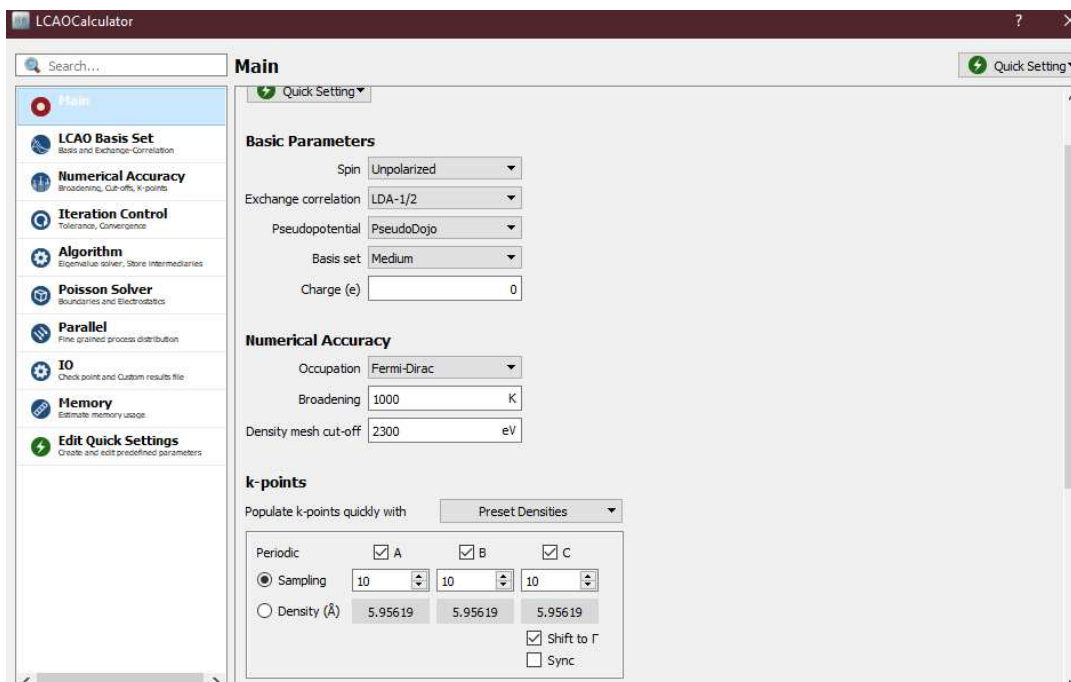 LCAOCalculator ?
Search...
Main
Quick Setting
Main
LCAO Basis Set
Basis and Exchange-Correlation
Numerical Accuracy
Broadening, Cut-offs, K-points
Iteration Control
Tolerance, Convergence
Algorithm
Eigenvalue solver, Store intermediaries
Poisson Solver
Boundaries and Electrostatics
Parallel
Fine grained process distribution
IO
Check point and Custom results file
Memory
Estimate memory usage.
Edit Quick Settings
Create and edit predefined parameters
Quick Setting
Basic Parameters
Spin Unpolarized
Exchange correlation LDA-1/2
Pseudopotential PseudoDojo
Basis set Medium
Charge (e) 0
Numerical Accuracy
Occupation Fermi-Dirac
Broadening 1000 K
Density mesh cut-off 2300 eV
k-points
Populate k-points quickly with Preset Densities
Periodic A B C
Sampling 10 10 10
Density (Å) 5.95619 5.95619 5.95619
Shift to Γ
Sync